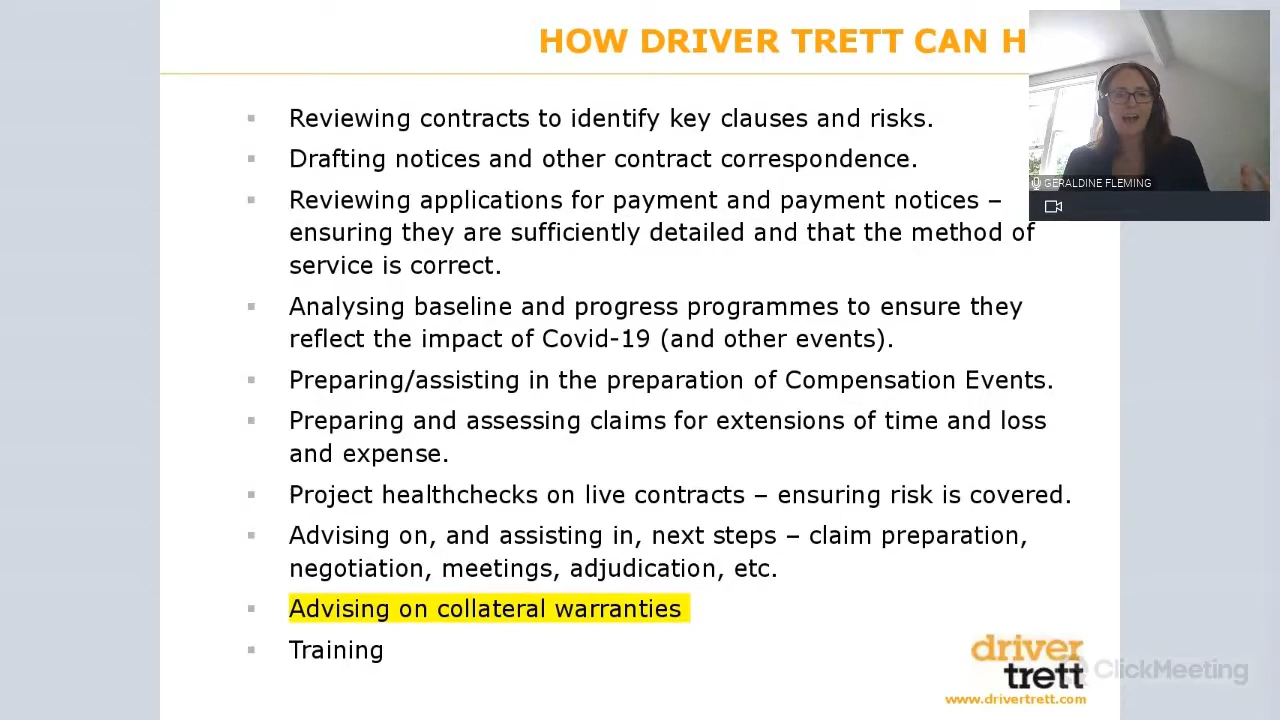 HOW DRIVER TRETT CAN H
GERALDINE FLEMING
▪ Reviewing contracts to identify key clauses and risks.
▪ Drafting notices and other contract correspondence.
▪ Reviewing applications for payment and payment notices –
ensuring they are sufficiently detailed and that the method of
service is correct.
▪ Analysing baseline and progress programmes to ensure they
reflect the impact of Covid-19 (and other events).
▪ Preparing/assisting in the preparation of Compensation Events.
▪ Preparing and assessing claims for extensions of time and loss
and expense.
▪ Project healthchecks on live contracts – ensuring risk is covered.
▪ Advising on, and assisting in, next steps – claim preparation,
negotiation, meetings, adjudication, etc.
▪ Advising on collateral warranties
▪ Training
driver
trett
ClickMeeting
www.drivertrett.com